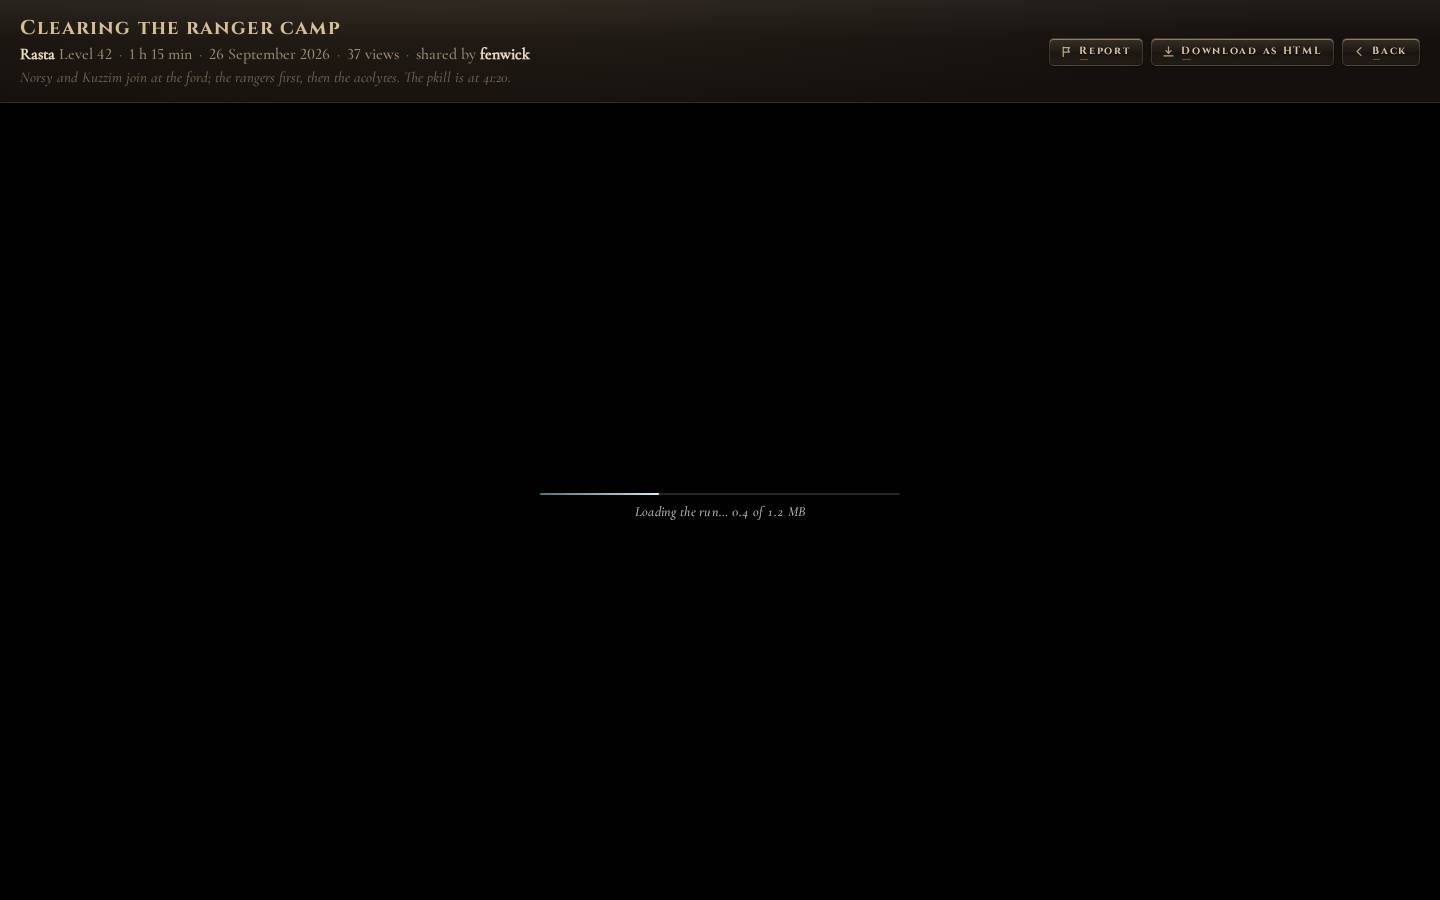 Clearing the ranger camp
Rasta Level 42 · 1 h 15 min · 26 September 2026 · 37 views · shared by fenwick
Norsy and Kuzzim join at the ford; the rangers first, then the acolytes. The pkill is at 41:20.
Report
Download as HTML
Back
Loading the run... 0.4 of 1.2 MB